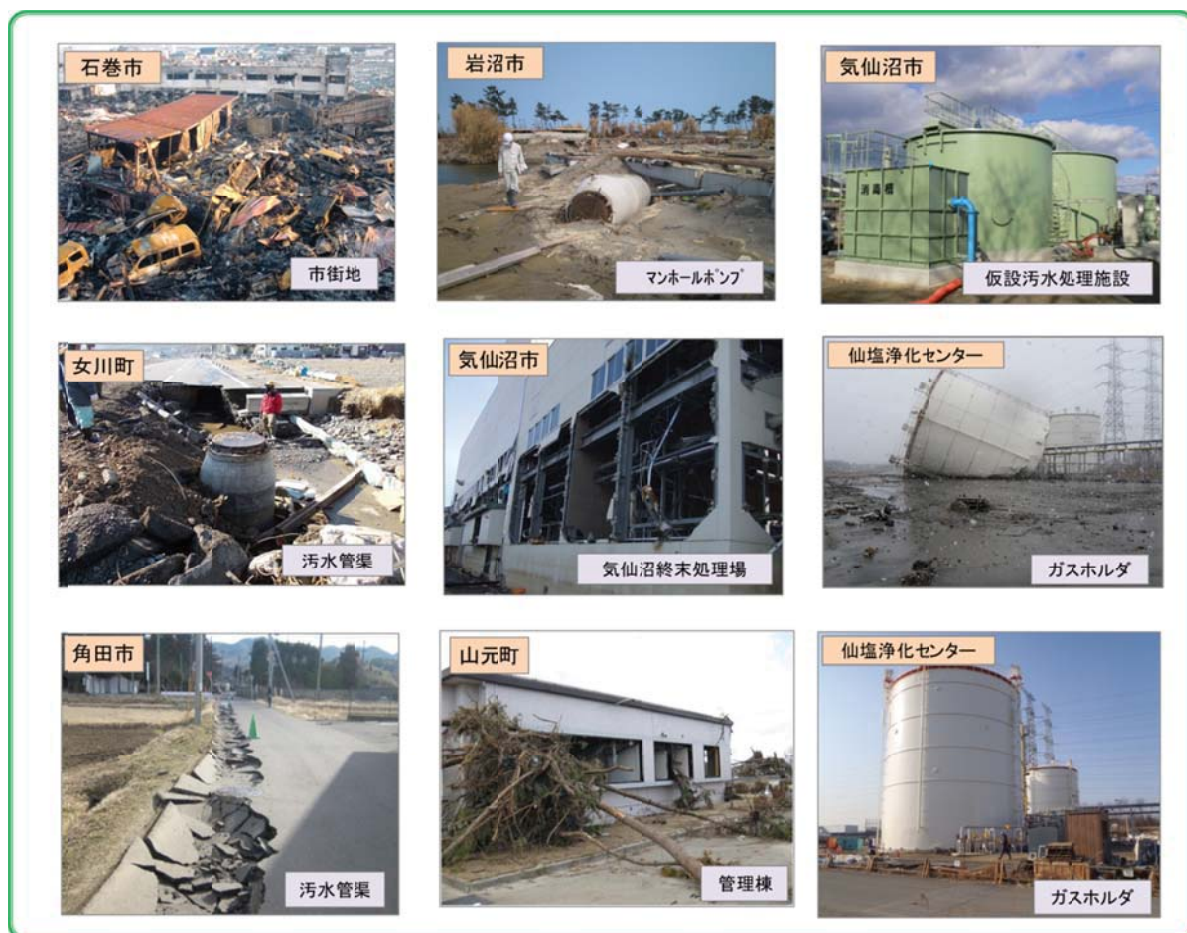 石巻市
市街地
岩沼市
マンホールポンプ
気仙沼市
消毒槽
仮設汚水処理施設
女川町
汚水管渠
気仙沼市
気仙沼終末処理場
仙塩浄化センター
ガスホルダ
角田市
汚水管渠
山元町
管理棟
仙塩浄化センター
ガスホルダ